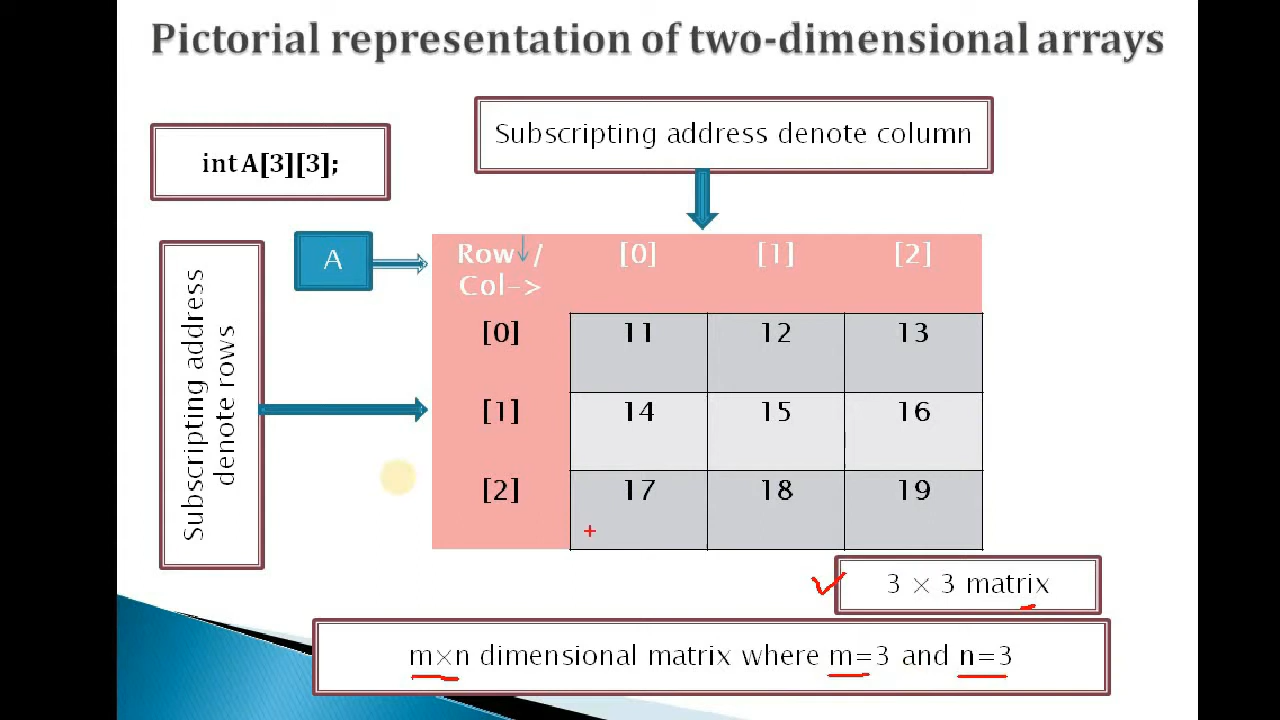 Pictorial representation of two-dimensional arrays
Subscripting address denote column
int A[3][3];
A
Row↓ / [0] [1] [2]
Col->
[0] 11 12 13
[1] 14 15 16
[2] 17 18 19
Subscripting address
denote rows
3 × 3 matrix
m×n dimensional matrix where m=3 and n=3